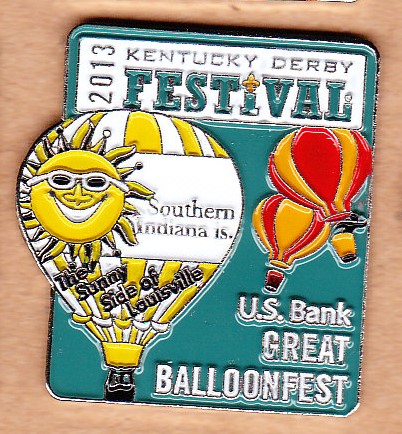 2013
KENTUCKY DERBY
FESTIVAL
Southern
Indiana is.
The
Sunny
Side of
Louisville
U.S. Bank
GREAT
BALLOONFEST